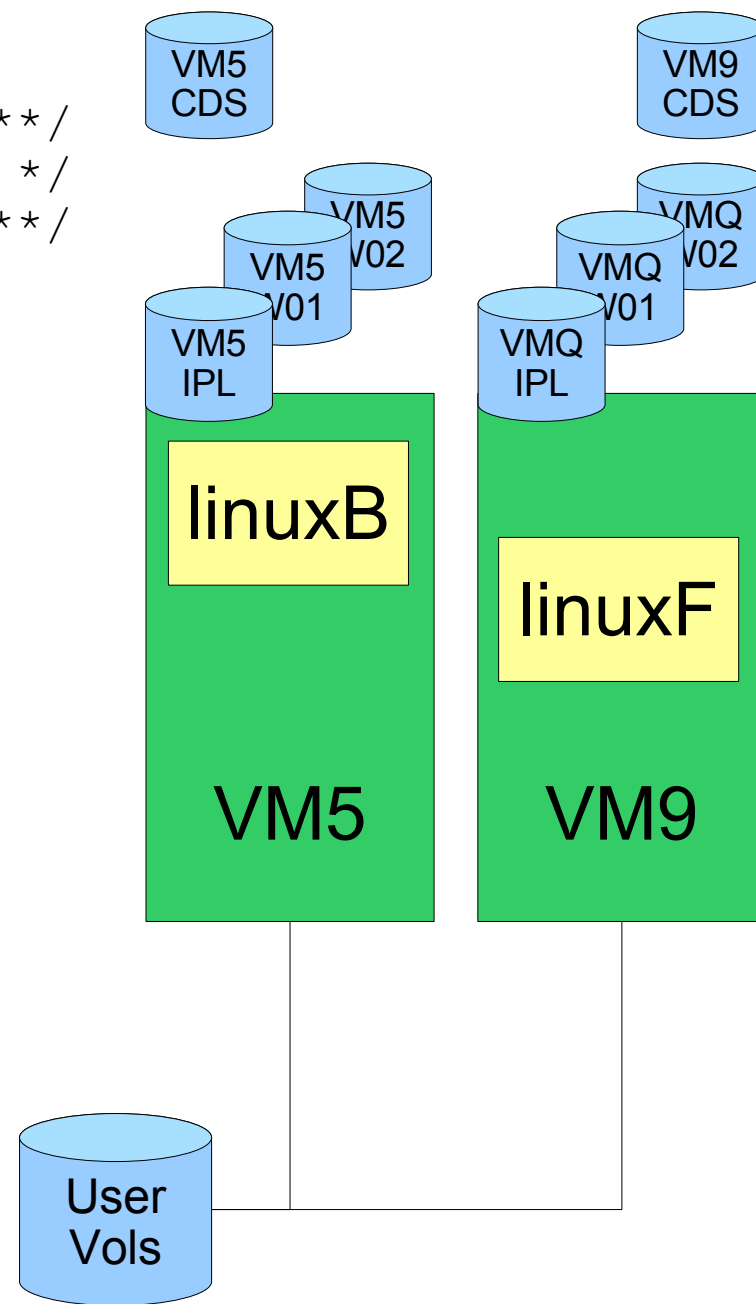 **/
*/
**/
VM5
CDS
VM9
CDS
VM5
W02
VMQ
W02
VM5
W01
VMQ
W01
VM5
IPL
VMQ
IPL
linuxB
linuxF
VM5
VM9
User
Vols